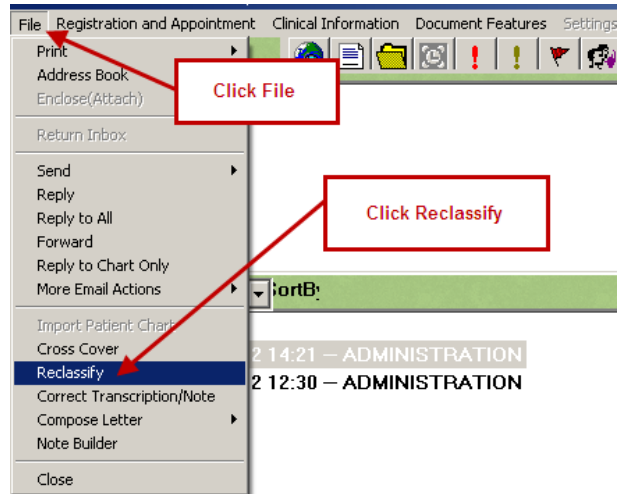 File Registration and Appointment Clinical Information Document Features Settings
Print
Address Book
Click File
Enclose(Attach)
Return Inbox
Send
Reply
Reply to All
Click Reclassify
Forward
Reply to Chart Only
More Email Actions
SortBy
Import Patient Chart
Cross Cover
2 14:21 – ADMINISTRATION
Reclassify
2 12:30 – ADMINISTRATION
Correct Transcription/Note
Compose Letter
Note Builder
Close